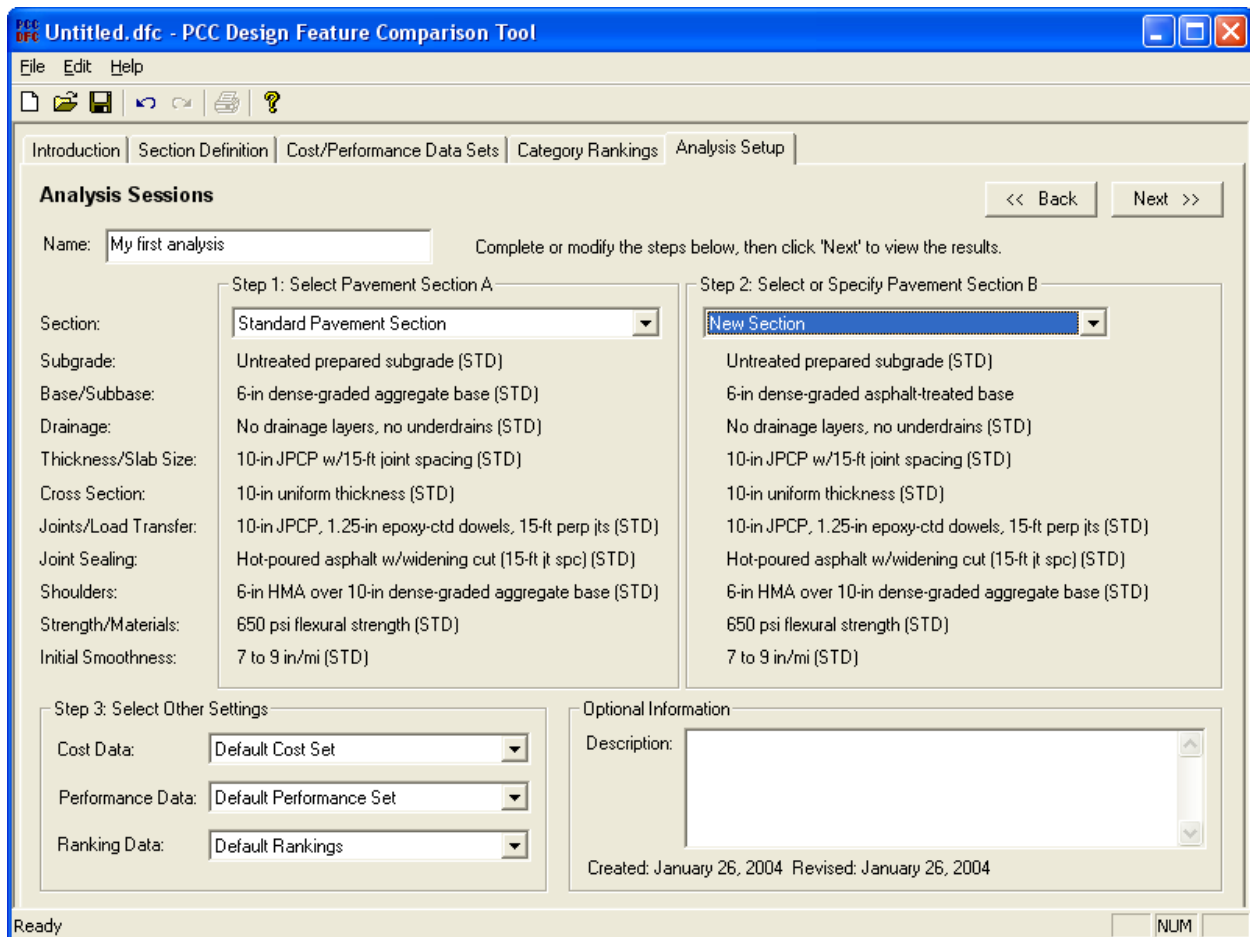 PCC DFC Untitled.dfc - PCC Design Feature Comparison Tool
File Edit Help
Introduction Section Definition Cost/Performance Data Sets Category Rankings Analysis Setup
Analysis Sessions << Back Next >>
Name: My first analysis Complete or modify the steps below, then click 'Next' to view the results.
Step 1: Select Pavement Section A Step 2: Select or Specify Pavement Section B
Section: Standard Pavement Section New Section
Subgrade: Untreated prepared subgrade (STD) Untreated prepared subgrade (STD)
Base/Subbase: 6-in dense-graded aggregate base (STD) 6-in dense-graded asphalt-treated base
Drainage: No drainage layers, no underdrains (STD) No drainage layers, no underdrains (STD)
Thickness/Slab Size: 10-in JPCP w/15-ft joint spacing (STD) 10-in JPCP w/15-ft joint spacing (STD)
Cross Section: 10-in uniform thickness (STD) 10-in uniform thickness (STD)
Joints/Load Transfer: 10-in JPCP, 1.25-in epoxy-ctd dowels, 15-ft perp jts (STD) 10-in JPCP, 1.25-in epoxy-ctd dowels, 15-ft perp jts (STD)
Joint Sealing: Hot-poured asphalt w/widening cut (15-ft jt spc) (STD) Hot-poured asphalt w/widening cut (15-ft jt spc) (STD)
Shoulders: 6-in HMA over 10-in dense-graded aggregate base (STD) 6-in HMA over 10-in dense-graded aggregate base (STD)
Strength/Materials: 650 psi flexural strength (STD) 650 psi flexural strength (STD)
Initial Smoothness: 7 to 9 in/mi (STD) 7 to 9 in/mi (STD)
Step 3: Select Other Settings Optional Information
Cost Data: Default Cost Set Description:
Performance Data: Default Performance Set
Ranking Data: Default Rankings
Created: January 26, 2004 Revised: January 26, 2004
Ready NUM